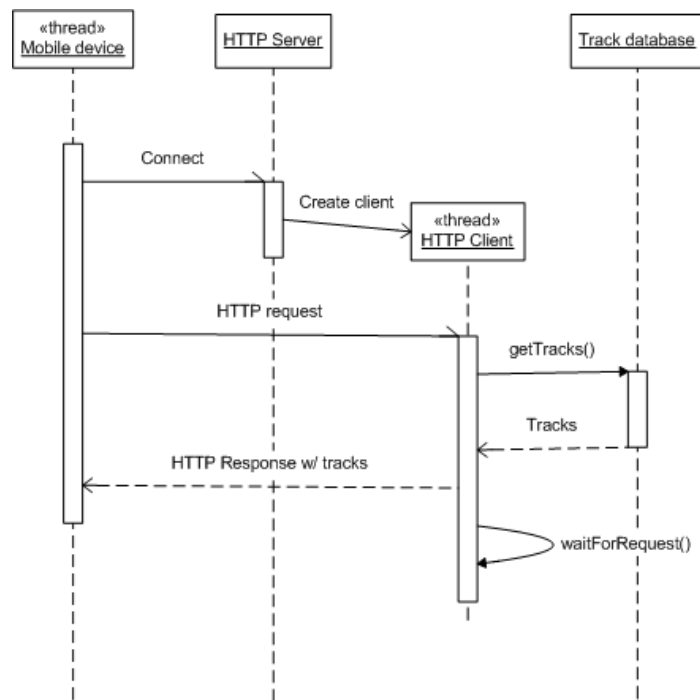 «thread»
Mobile device
HTTP Server
Track database
Connect
Create client
«thread»
HTTP Client
HTTP request
getTracks()
Tracks
HTTP Response w/ tracks
waitForRequest()